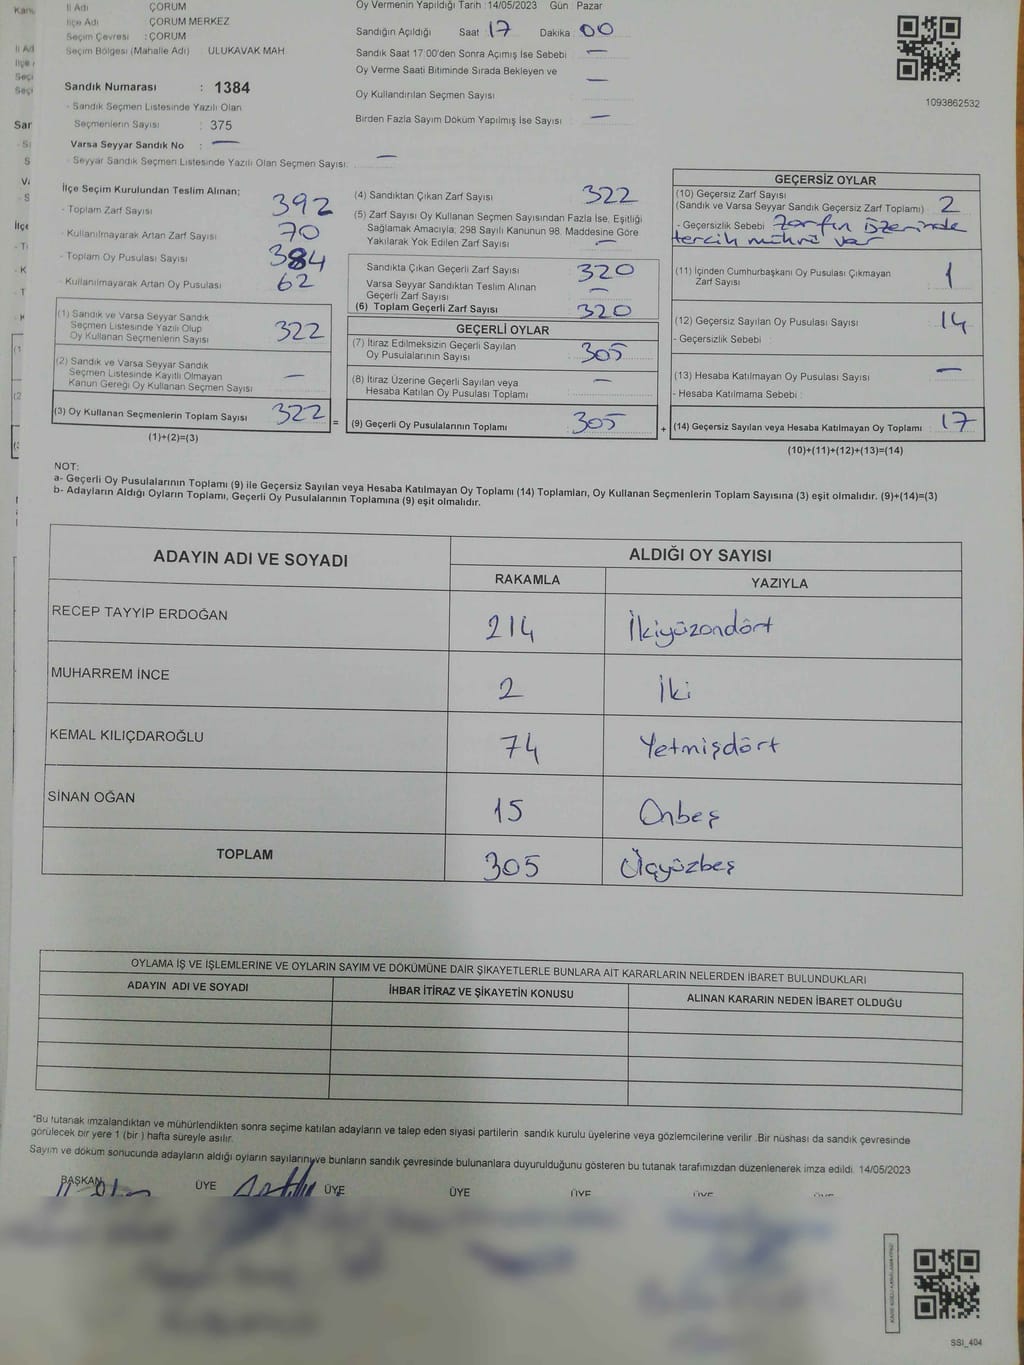 İl Adı : ÇORUM
İlçe Adı : ÇORUM MERKEZ
Seçim Çevresi : ÇORUM
Seçim Bölgesi (Mahalle Adı) ULUKAVAK MAH
Sandık Numarası : 1384
- Sandık Seçmen Listesinde Yazılı Olan
Seçmenlerin Sayısı : 375
Varsa Seyyar Sandık No : —
- Seyyar Sandık Seçmen Listesinde Yazılı Olan Seçmen Sayısı: —
Oy Vermenin Yapıldığı Tarih :14/05/2023 Gün : Pazar
Sandığın Açıldığı Saat : 17 Dakika : 00
Sandık Saat 17:00'den Sonra Açımış İse Sebebi : —
Oy Verme Saati Bitiminde Sırada Bekleyen ve
Oy Kullandırılan Seçmen Sayısı : —
Birden Fazla Sayım Döküm Yapılmış İse Sayısı : —
1093862532
İlçe Seçim Kurulundan Teslim Alınan;
- Toplam Zarf Sayısı 392
- Kullanılmayarak Artan Zarf Sayısı 70
- Toplam Oy Pusulası Sayısı 384
- Kullanılmayarak Artan Oy Pusulası 62
(1) Sandık ve Varsa Seyyar Sandık
Seçmen Listesinde Yazılı Olup
Oy Kullanan Seçmenlerin Sayısı 322
(2) Sandık ve Varsa Seyyar Sandık
Seçmen Listesinde Kayıtlı Olmayan
Kanun Gereği Oy Kullanan Seçmen Sayısı —
(3) Oy Kullanan Seçmenlerin Toplam Sayısı 322
(1)+(2)=(3)
=
(4) Sandıktan Çıkan Zarf Sayısı 322
(5) Zarf Sayısı Oy Kullanan Seçmen Sayısından Fazla İse, Eşitliği
Sağlamak Amacıyla; 298 Sayılı Kanunun 98. Maddesine Göre
Yakılarak Yok Edilen Zarf Sayısı —
Sandıkta Çıkan Geçerli Zarf Sayısı 320
Varsa Seyyar Sandıktan Teslim Alınan
Geçerli Zarf Sayısı —
(6) Toplam Geçerli Zarf Sayısı 320
GEÇERLİ OYLAR
(7) İtiraz Edilmeksizin Geçerli Sayılan
Oy Pusulalarının Sayısı 305
(8) İtiraz Üzerine Geçerli Sayılan veya
Hesaba Katılan Oy Pusulası Toplamı —
(9) Geçerli Oy Pusulalarının Toplamı 305
+
GEÇERSİZ OYLAR
(10) Geçersiz Zarf Sayısı
(Sandık ve Varsa Seyyar Sandık Geçersiz Zarf Toplamı) 2
- Geçersizlik Sebebi : Zarfın üzerinde
tercih mührü var
(11) İçinden Cumhurbaşkanı Oy Pusulası Çıkmayan
Zarf Sayısı 1
(12) Geçersiz Sayılan Oy Pusulası Sayısı 14
- Geçersizlik Sebebi :
(13) Hesaba Katılmayan Oy Pusulası Sayısı —
- Hesaba Katılmama Sebebi :
(14) Geçersiz Sayılan veya Hesaba Katılmayan Oy Toplamı 17
(10)+(11)+(12)+(13)=(14)
NOT:
a- Geçerli Oy Pusulalarının Toplamı (9) ile Geçersiz Sayılan veya Hesaba Katılmayan Oy Toplamı (14) Toplamları, Oy Kullanan Seçmenlerin Toplam Sayısına (3) eşit olmalıdır. (9)+(14)=(3)
b- Adayların Aldığı Oyların Toplamı, Geçerli Oy Pusulalarının Toplamına (9) eşit olmalıdır.
ADAYIN ADI VE SOYADI ALDIĞI OY SAYISI
RAKAMLA YAZIYLA
RECEP TAYYIP ERDOĞAN 214 İkiyüzondört
MUHARREM İNCE 2 İki
KEMAL KILIÇDAROĞLU 74 Yetmişdört
SİNAN OĞAN 15 Onbeş
TOPLAM 305 Üçyüzbeş
OYLAMA İŞ VE İŞLEMLERİNE VE OYLARIN SAYIM VE DÖKÜMÜNE DAİR ŞİKAYETLERLE BUNLARA AİT KARARLARIN NELERDEN İBARET BULUNDUKLARI
ADAYIN ADI VE SOYADI İHBAR İTİRAZ VE ŞİKAYETİN KONUSU ALINAN KARARIN NEDEN İBARET OLDUĞU
*Bu tutanak imzalandıktan ve mühürlendikten sonra seçime katılan adayların ve talep eden siyasi partilerin sandık kurulu üyelerine veya gözlemcilerine verilir .Bir nüshası da sandık çevresinde
görülecek bir yere 1 (bir ) hafta süreyle asılır.
Sayım ve döküm sonucunda adayların aldığı oyların sayılarını ve bunların sandık çevresinde bulunanlara duyurulduğunu gösteren bu tutanak tarafımızdan düzenlenerek imza edildi. 14/05/2023
BAŞKAN ÜYE ÜYE ÜYE ÜYE ÜYE ÜYE
SSI_404